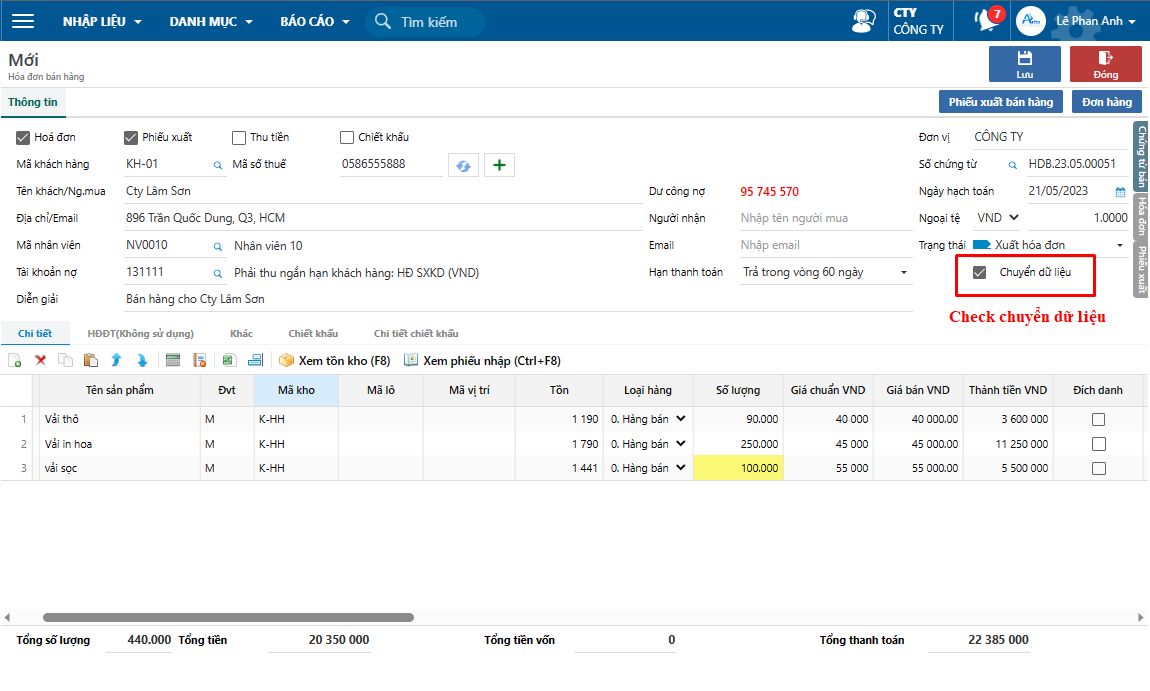 NHẬP LIỆU DANH MỤC BÁO CÁO Tìm kiếm CTY CÔNG TY 7 Lê Phan Anh
Mới
Hóa đơn bán hàng
Lưu Đóng
Thông tin Phiếu xuất bán hàng Đơn hàng
Hoá đơn Phiếu xuất Thu tiền Chiết khấu Đơn vị CÔNG TY
Mã khách hàng KH-01 Mã số thuế 0586555888 Số chứng từ HDB.23.05.00051
Tên khách/Ng.mua Cty Lâm Sơn Dư công nợ 95 745 570 Ngày hạch toán 21/05/2023
Địa chỉ/Email 896 Trần Quốc Dung, Q3, HCM Người nhận Nhập tên người mua Ngoại tệ VND 1.0000
Mã nhân viên NV0010 Nhân viên 10 Email Nhập email Trạng thái Xuất hóa đơn
Tài khoản nợ 131111 Phải thu ngắn hạn khách hàng: HĐ SXKD (VND) Hạn thanh toán Trả trong vòng 60 ngày Chuyển dữ liệu
Diễn giải Bán hàng cho Cty Lâm Sơn
Check chuyển dữ liệu
Chứng từ bán
Hóa đơn
Phiếu xuất
Chi tiết HĐĐT(Không sử dụng) Khác Chiết khấu Chi tiết chiết khấu
Xem tồn kho (F8) Xem phiếu nhập (Ctrl+F8)
Tên sản phẩm Đvt Mã kho Mã lô Mã vị trí Tồn Loại hàng Số lượng Giá chuẩn VND Giá bán VND Thành tiền VND Đích danh
1 Vải thô M K-HH 1 190 0. Hàng bán 90.000 40 000 40 000.00 3 600 000
2 Vải in hoa M K-HH 1 790 0. Hàng bán 250.000 45 000 45 000.00 11 250 000
3 vải sọc M K-HH 1 441 0. Hàng bán 100.000 55 000 55 000.00 5 500 000
Tổng số lượng 440.000 Tổng tiền 20 350 000 Tổng tiền vốn 0 Tổng thanh toán 22 385 000